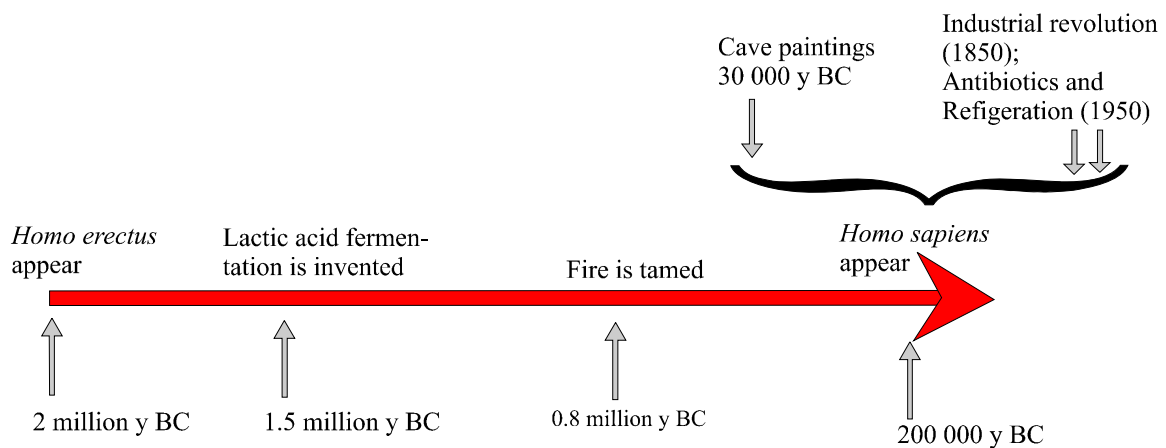 Cave paintings
30 000 y BC
Industrial revolution
(1850);
Antibiotics and
Refigeration (1950)
Homo erectus
appear
Lactic acid fermen-
tation is invented
Fire is tamed
Homo sapiens
appear
2 million y BC
1.5 million y BC
0.8 million y BC
200 000 y BC